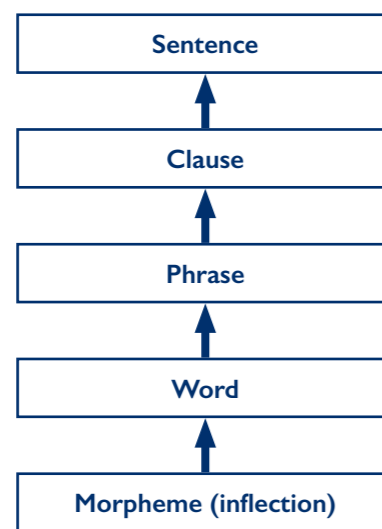 Sentence
Clause
Phrase
Word
Morpheme (inflection)